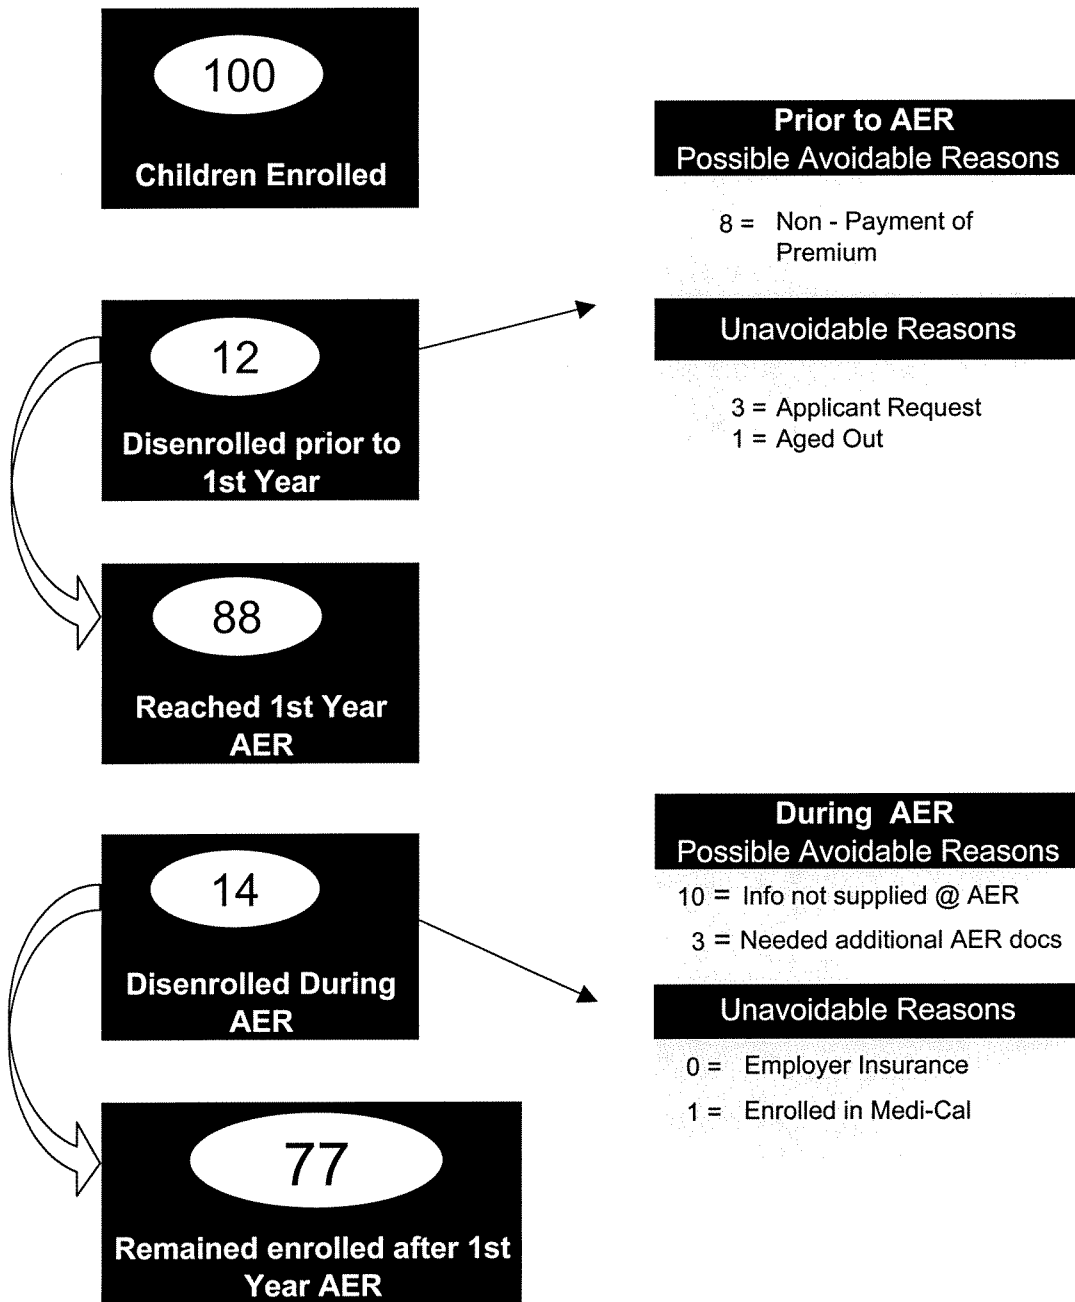 100
Children Enrolled
Prior to AER
Possible Avoidable Reasons
8 = Non - Payment of
Premium
Unavoidable Reasons
3 = Applicant Request
1 = Aged Out
12
Disenrolled prior to
1st Year
88
Reached 1st Year
AER
14
Disenrolled During
AER
During AER
Possible Avoidable Reasons
10 = Info not supplied @ AER
3 = Needed additional AER docs
Unavoidable Reasons
0 = Employer Insurance
1 = Enrolled in Medi-Cal
77
Remained enrolled after 1st
Year AER